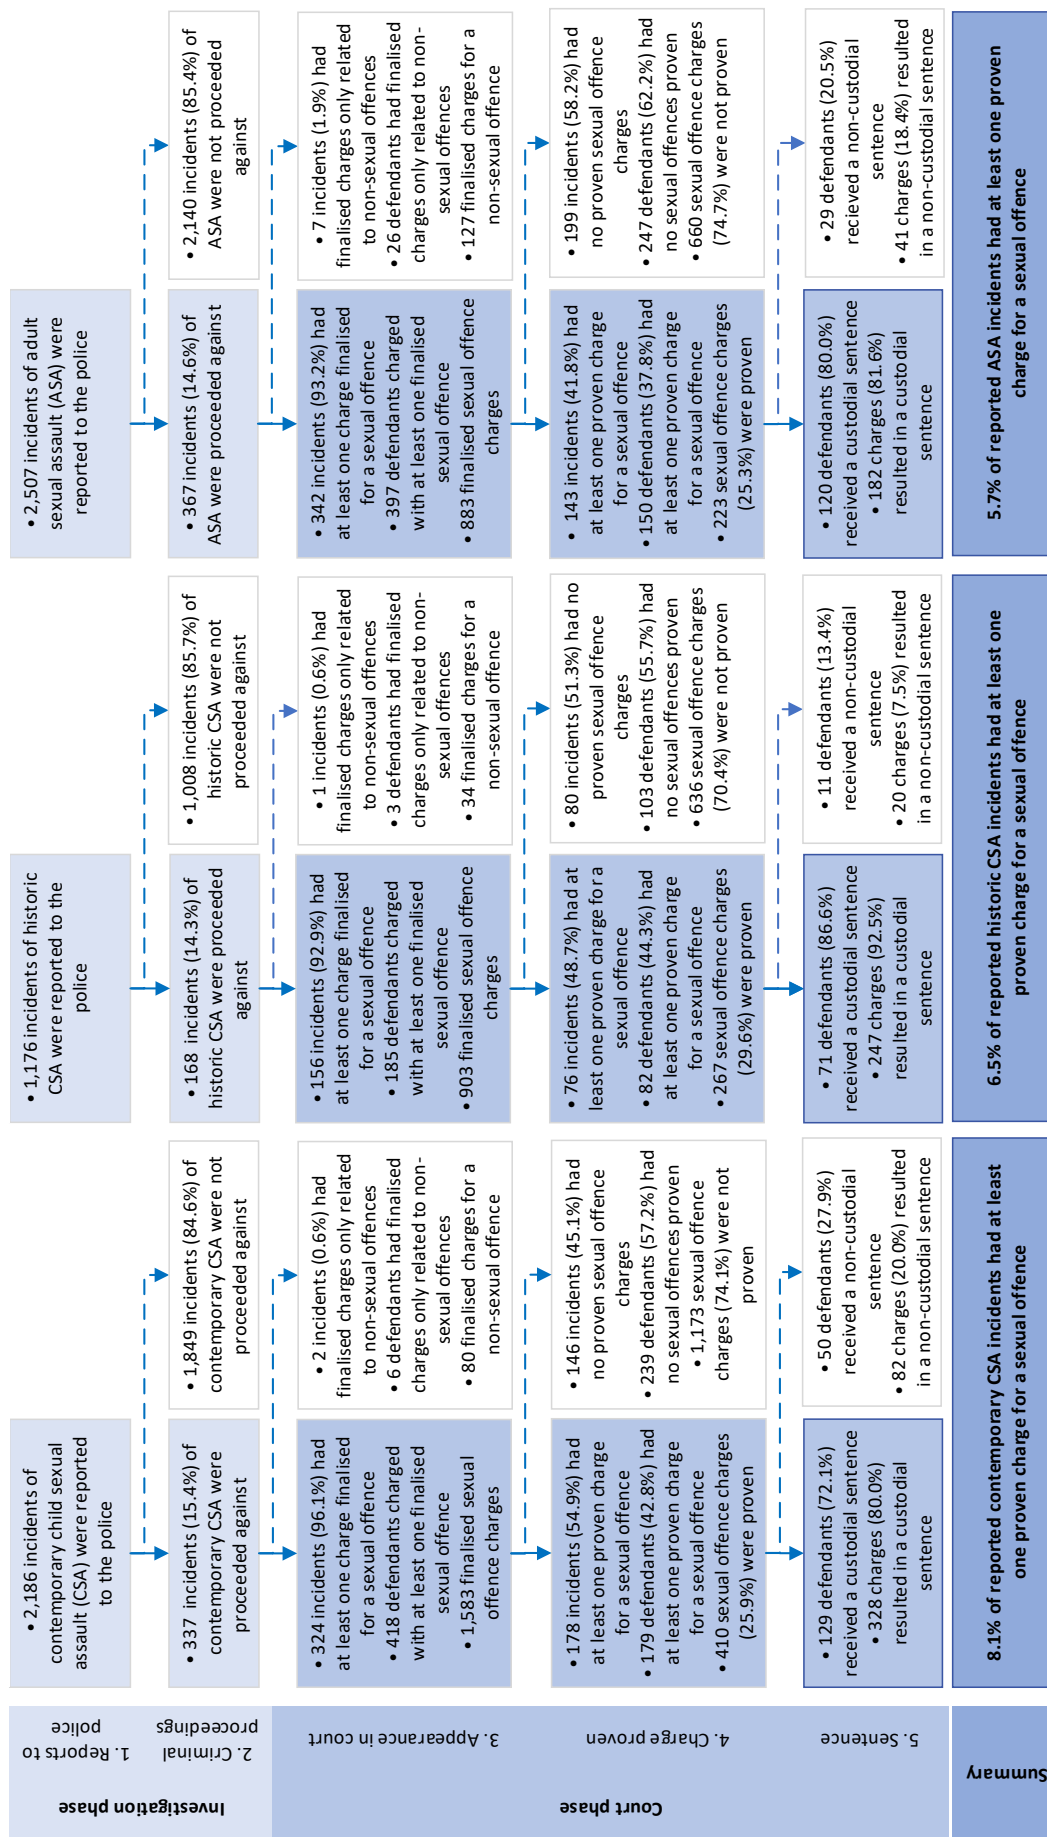 Investigation phase
1. Reports to
police
• 2,186 incidents of
contemporary child sexual
assault (CSA) were reported
to the police
• 1,176 incidents of historic
CSA were reported to the
police
• 2,507 incidents of adult
sexual assault (ASA) were
reported to the police
2. Criminal
proceedings
• 337 incidents (15.4%) of
contemporary CSA were
proceeded against
• 1,849 incidents (84.6%) of
contemporary CSA were not
proceeded against
• 168 incidents (14.3%) of
historic CSA were proceeded
against
• 1,008 incidents (85.7%) of
historic CSA were not
proceeded against
• 367 incidents (14.6%) of
ASA were proceeded against
• 2,140 incidents (85.4%) of
ASA were not proceeded
against
Court phase
3. Appearance in court
• 324 incidents (96.1%) had
at least one charge finalised
for a sexual offence
• 418 defendants charged
with at least one finalised
sexual offence
• 1,583 finalised sexual
offence charges
• 2 incidents (0.6%) had
finalised charges only related
to non-sexual offences
• 6 defendants had finalised
charges only related to non-
sexual offences
• 80 finalised charges for a
non-sexual offence
• 156 incidents (92.9%) had
at least one charge finalised
for a sexual offence
• 185 defendants charged
with at least one finalised
sexual offence
• 903 finalised sexual offence
charges
• 1 incident (0.6%) had
finalised charges only related
to non-sexual offences
• 3 defendants had finalised
charges only related to non-
sexual offences
• 34 finalised charges for a
non-sexual offence
• 342 incidents (93.2%) had
at least one charge finalised
for a sexual offence
• 397 defendants charged
with at least one finalised
sexual offence
• 883 finalised sexual offence
charges
• 7 incidents (1.9%) had
finalised charges only related
to non-sexual offences
• 26 defendants had finalised
charges only related to non-
sexual offences
• 127 finalised charges for a
non-sexual offence
4. Charge proven
• 178 incidents (54.9%) had
at least one proven charge
for a sexual offence
• 179 defendants (42.8%) had
at least one proven charge
for a sexual offence
• 410 sexual offence charges
(25.9%) were proven
• 146 incidents (45.1%) had
no proven sexual offence
charges
• 239 defendants (57.2%) had
no sexual offences proven
• 1,173 sexual offence
charges (74.1%) were not
proven
• 76 incidents (48.7%) had at
least one proven charge for a
sexual offence
• 82 defendants (44.3%) had
at least one proven charge
for a sexual offence
• 267 sexual offence charges
(29.6%) were proven
• 80 incidents (51.3%) had no
proven sexual offence
charges
• 103 defendants (55.7%) had
no sexual offences proven
• 636 sexual offence charges
(70.4%) were not proven
• 143 incidents (41.8%) had
at least one proven charge
for a sexual offence
• 150 defendants (37.8%) had
at least one proven charge
for a sexual offence
• 223 sexual offence charges
(25.3%) were proven
• 199 incidents (58.2%) had
no proven sexual offence
charges
• 247 defendants (62.2%) had
no sexual offences proven
• 660 sexual offence charges
(74.7%) were not proven
5. Sentence
• 129 defendants (72.1%)
received a custodial sentence
• 328 charges (80.0%)
resulted in a custodial
sentence
• 50 defendants (27.9%)
received a non-custodial
sentence
• 82 charges (20.0%) resulted
in a non-custodial sentence
• 71 defendants (86.6%)
received a custodial sentence
• 247 charges (92.5%)
resulted in a custodial
sentence
• 11 defendants (13.4%)
received a non-custodial
sentence
• 20 charges (7.5%) resulted
in a non-custodial sentence
• 120 defendants (80.0%)
received a custodial sentence
• 182 charges (81.6%)
resulted in a custodial
sentence
• 29 defendants (20.5%)
recieved a non-custodial
sentence
• 41 charges (18.4%) resulted
in a non-custodial sentence
Summary
8.1% of reported contemporary CSA incidents had at least
one proven charge for a sexual offence
6.5% of reported historic CSA incidents had at least one
proven charge for a sexual offence
5.7% of reported ASA incidents had at least one proven
charge for a sexual offence